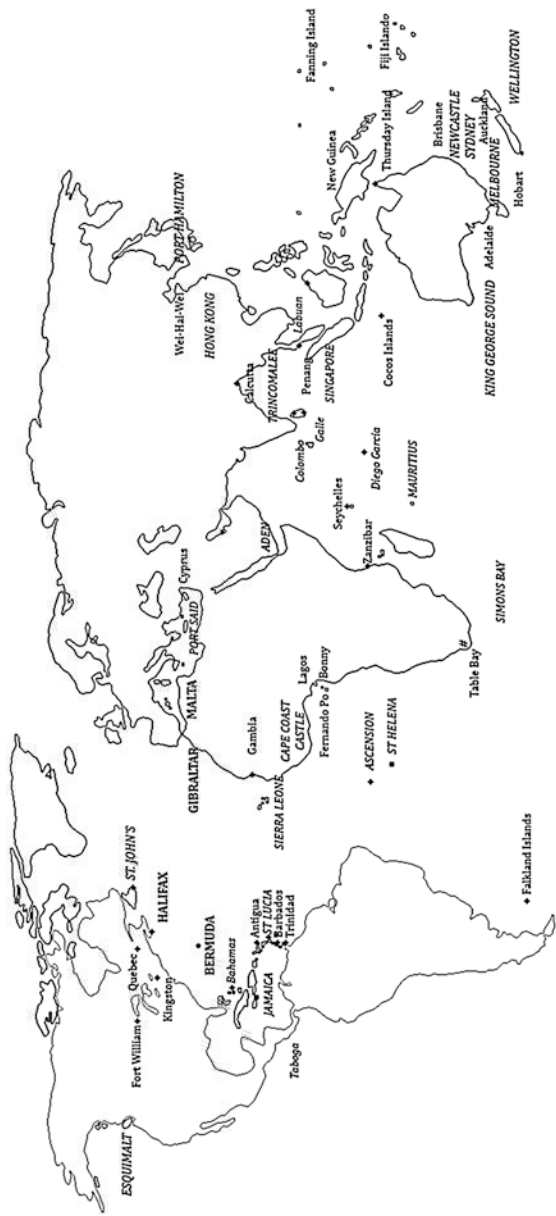 ESQUIMALT
Fort William
Quebec
Kingston
ST. JOHN'S
HALIFAX
BERMUDA
Bahamas
JAMAICA
Antigua
ST LUCIA
Barbados
Trinidad
Taboga
Falkland Islands
GIBRALTAR
MALTA
PORT SAID
Cyprus
Gambia
SIERRA LEONE
CAPE COAST
CASTLE
Lagos
Fernando Po
Bonny
ASCENSION
ST HELENA
Table Bay
SIMONS BAY
ADEN
Zanzibar
Seychelles
Diego Garcia
MAURITIUS
Colombo
Galle
TRINCOMALEE
Calcutta
Penang
SINGAPORE
Labuan
Cocos Islands
Wei-Hai-Wei
HONG KONG
PORT HAMILTON
KING GEORGE SOUND
Adelaide
MELBOURNE
Hobart
New Guinea
Thursday Island
Brisbane
NEWCASTLE
SYDNEY
Auckland
WELLINGTON
Fanning Island
Fiji Island